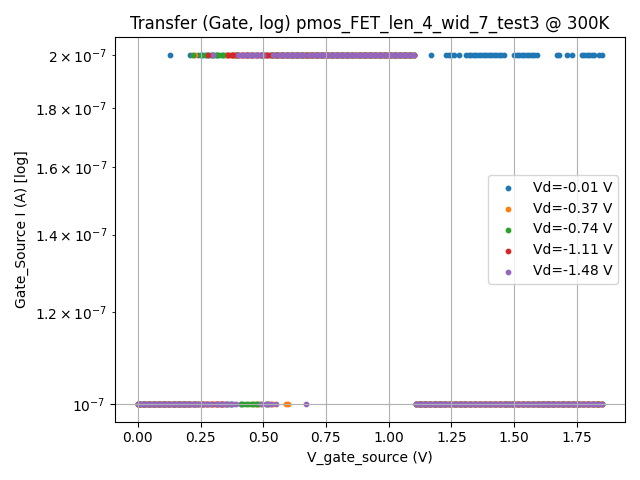 Transfer (Gate, log) pmos_FET_len_4_wid_7_test3 @ 300K
Gate_Source I (A) [log]
2 × 10⁻⁷
1.8 × 10⁻⁷
1.6 × 10⁻⁷
1.4 × 10⁻⁷
1.2 × 10⁻⁷
10⁻⁷
Vd=-0.01 V
Vd=-0.37 V
Vd=-0.74 V
Vd=-1.11 V
Vd=-1.48 V
0.00 0.25 0.50 0.75 1.00 1.25 1.50 1.75
V_gate_source (V)